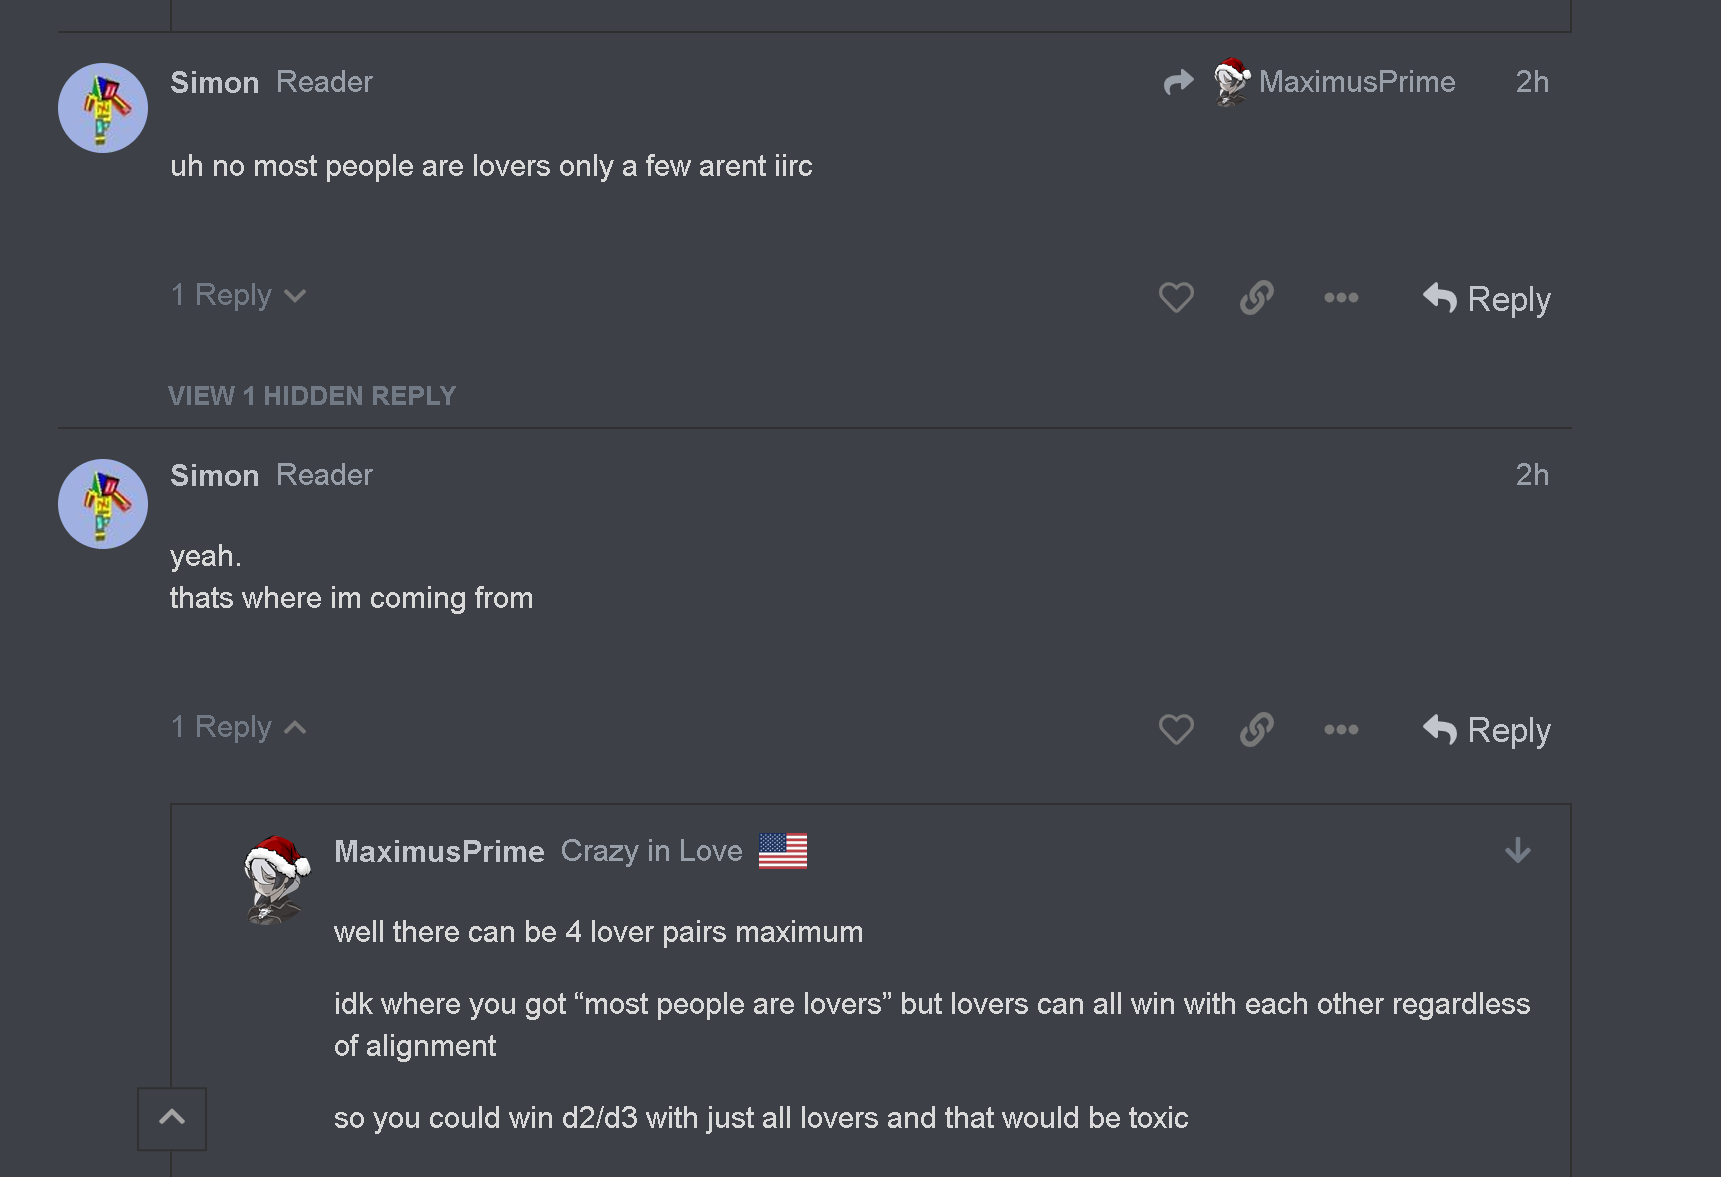 Simon Reader MaximusPrime 2h
uh no most people are lovers only a few arent iirc
1 Reply Reply
VIEW 1 HIDDEN REPLY
Simon Reader 2h
yeah.
thats where im coming from
1 Reply Reply
MaximusPrime Crazy in Love
well there can be 4 lover pairs maximum
idk where you got “most people are lovers” but lovers can all win with each other regardless
of alignment
so you could win d2/d3 with just all lovers and that would be toxic